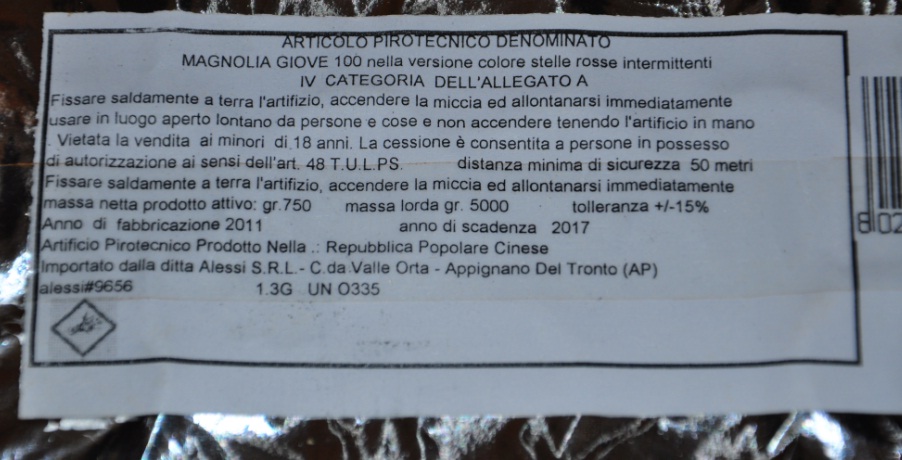 ARTICOLO PIROTECNICO DENOMINATO
MAGNOLIA GIOVE 100 nella versione colore stelle rosse intermittenti
IV CATEGORIA DELL'ALLEGATO A
Fissare saldamente a terra l'artifizio, accendere la miccia ed allontanarsi immediatamente
usare in luogo aperto lontano da persone e cose e non accendere tenendo l'artificio in mano
. Vietata la vendita ai minori di 18 anni. La cessione è consentita a persone in possesso
di autorizzazione ai sensi dell'art. 48 T.U.L.PS. distanza minima di sicurezza 50 metri
Fissare saldamente a terra l'artifizio, accendere la miccia ed allontanarsi immediatamente
massa netta prodotto attivo: gr.750 massa lorda gr. 5000 tolleranza +/-15%
Anno di fabbricazione 2011 anno di scadenza 2017
Artificio Pirotecnico Prodotto Nella .: Repubblica Popolare Cinese
Importato dalla ditta Alessi S.R.L.- C.da Valle Orta - Appignano Del Tronto (AP)
alessi#9656 1.3G UN O335
802